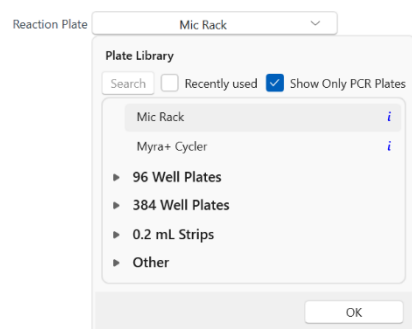 Reaction Plate Mic Rack
Plate Library
Search Recently used Show Only PCR Plates
Mic Rack i
Myra+ Cycler i
96 Well Plates
384 Well Plates
0.2 mL Strips
Other
OK